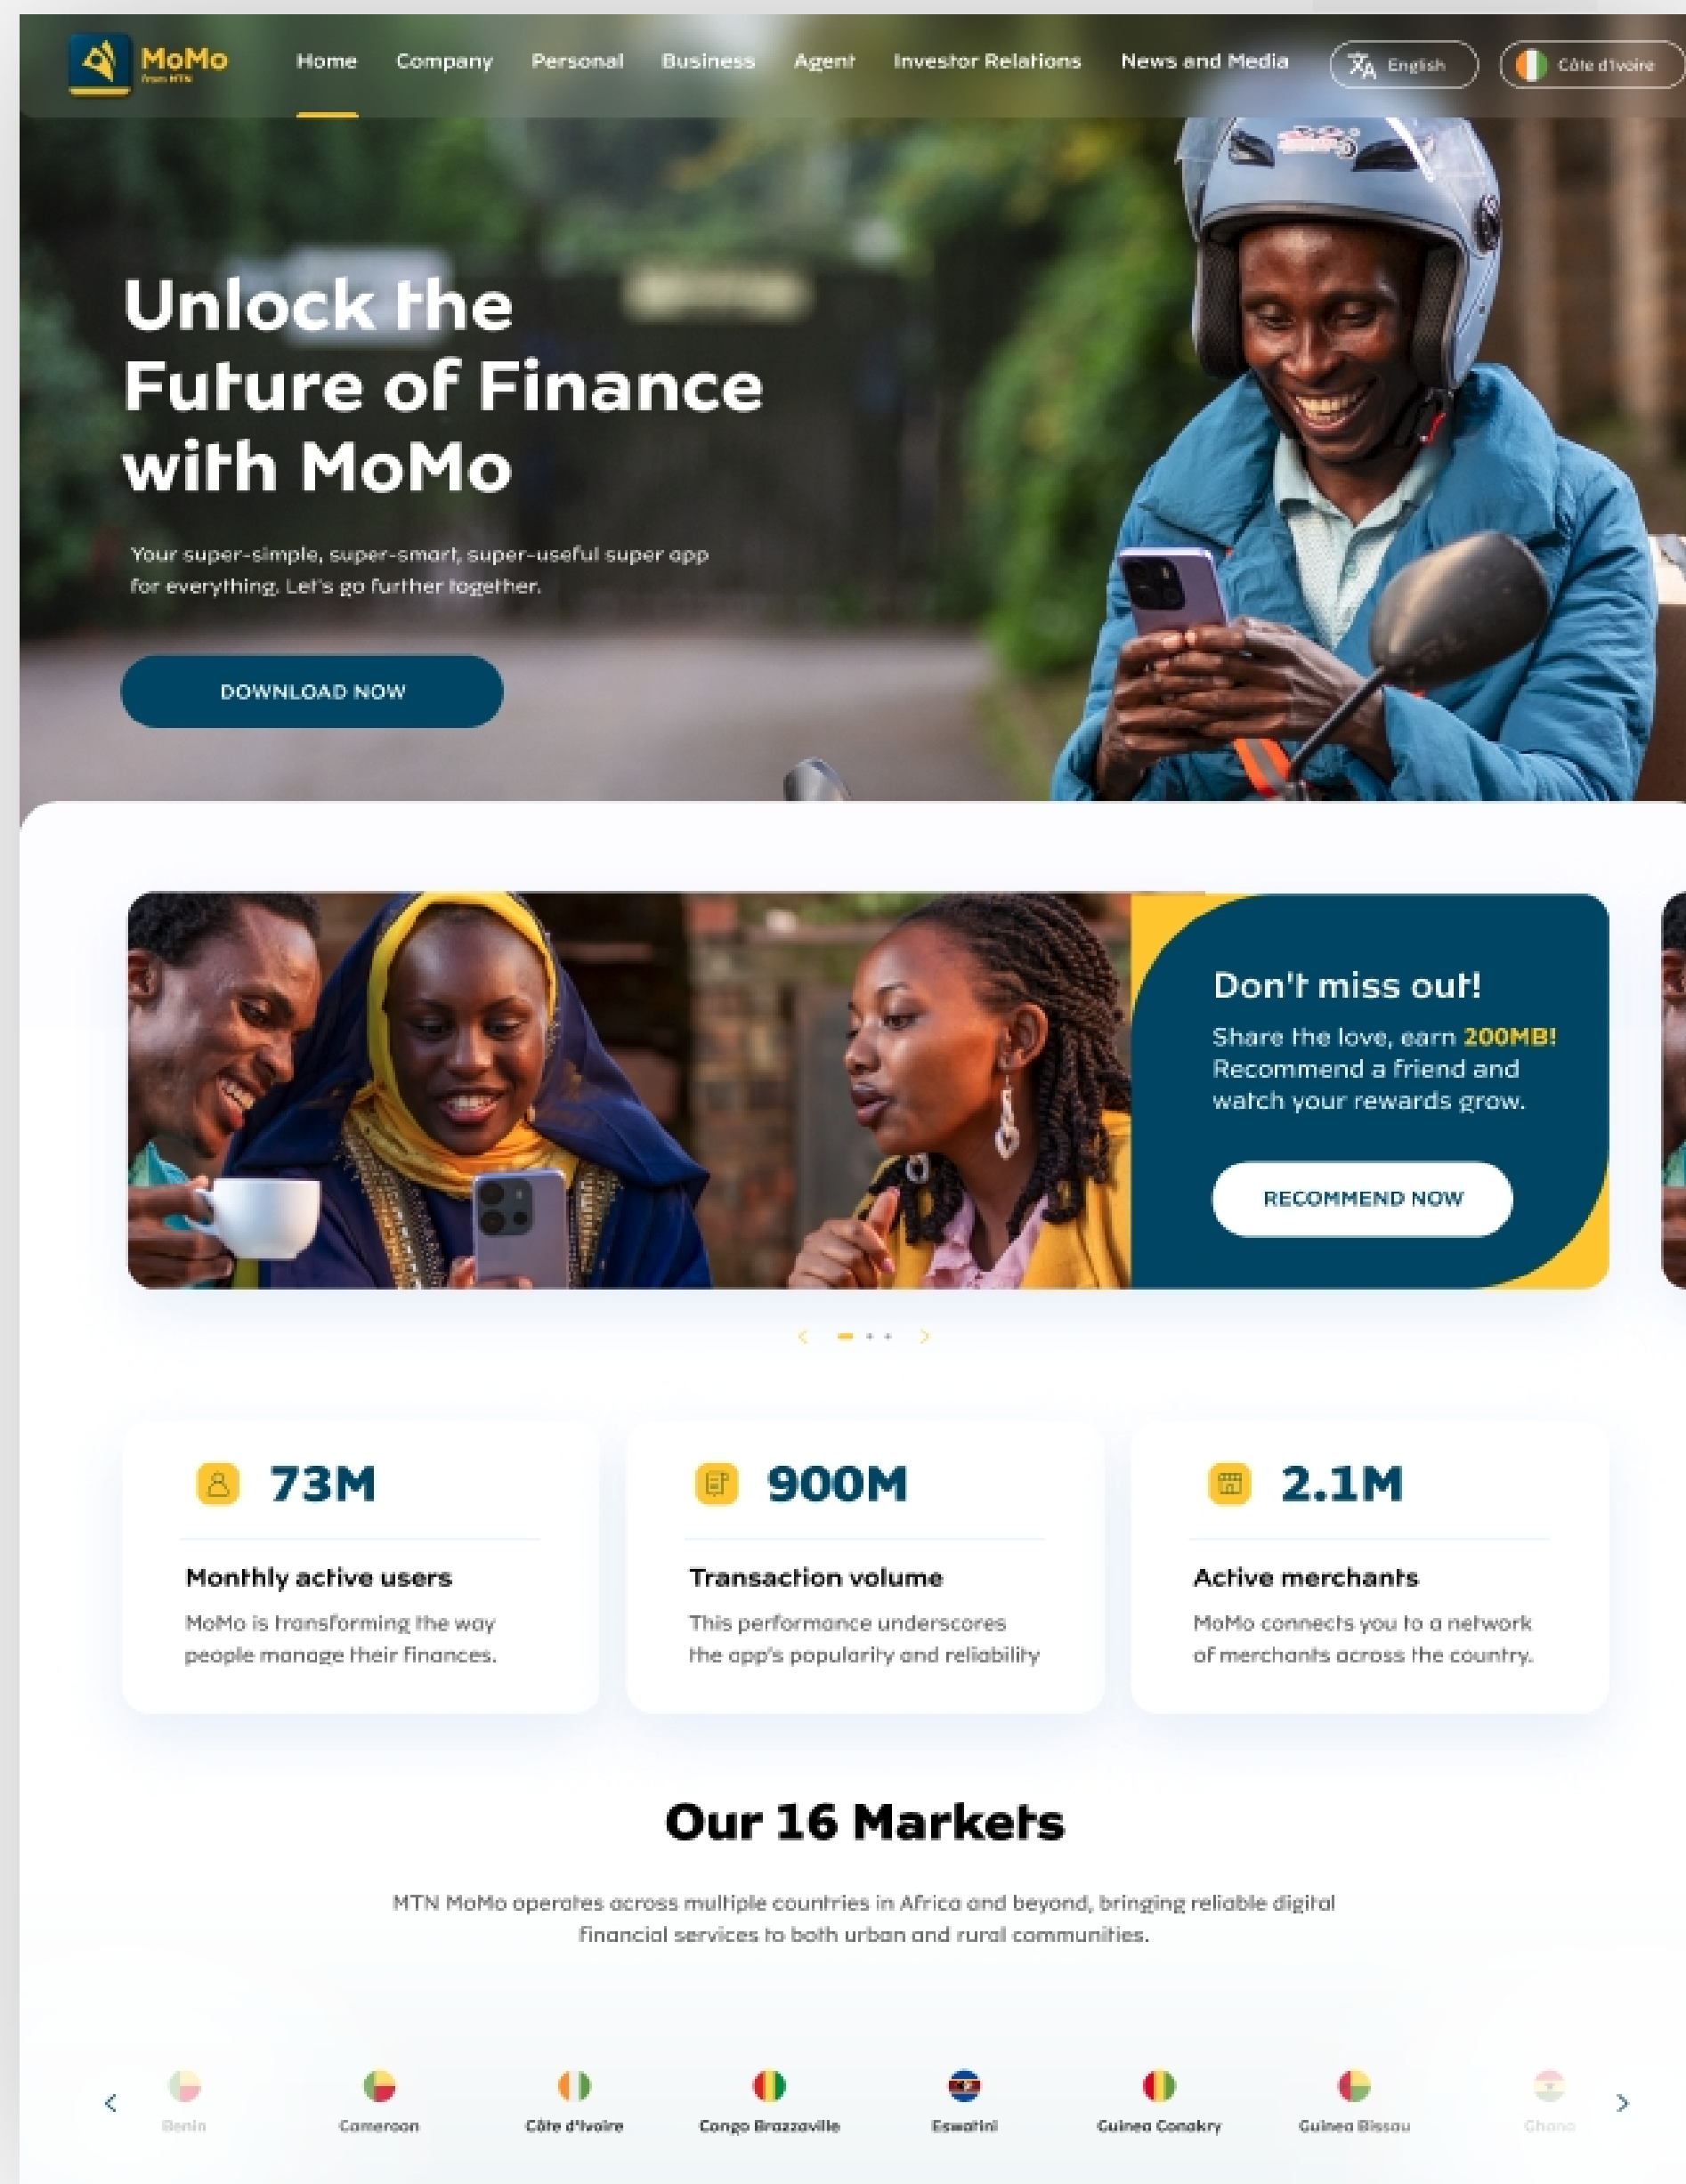 MoMo
from MTN
Home
Company
Personal
Business
Agent
Investor Relations
News and Media
English
Côte d'Ivoire
Unlock the
Future of Finance
with MoMo
Your super-simple, super-smart, super-useful super app
for everything. Let's go further together.
DOWNLOAD NOW
Don't miss out!
Share the love, earn 200MB!
Recommend a friend and
watch your rewards grow.
RECOMMEND NOW
73M
Monthly active users
MoMo is transforming the way
people manage their finances.
900M
Transaction volume
This performance underscores
the app's popularity and reliability
2.1M
Active merchants
MoMo connects you to a network
of merchants across the country.
Our 16 Markets
MTN MoMo operates across multiple countries in Africa and beyond, bringing reliable digital
financial services to both urban and rural communities.
Benin
Cameroon
Côte d'Ivoire
Congo Brazzaville
Eswatini
Guinea Conakry
Guinea Bissau
Ghana